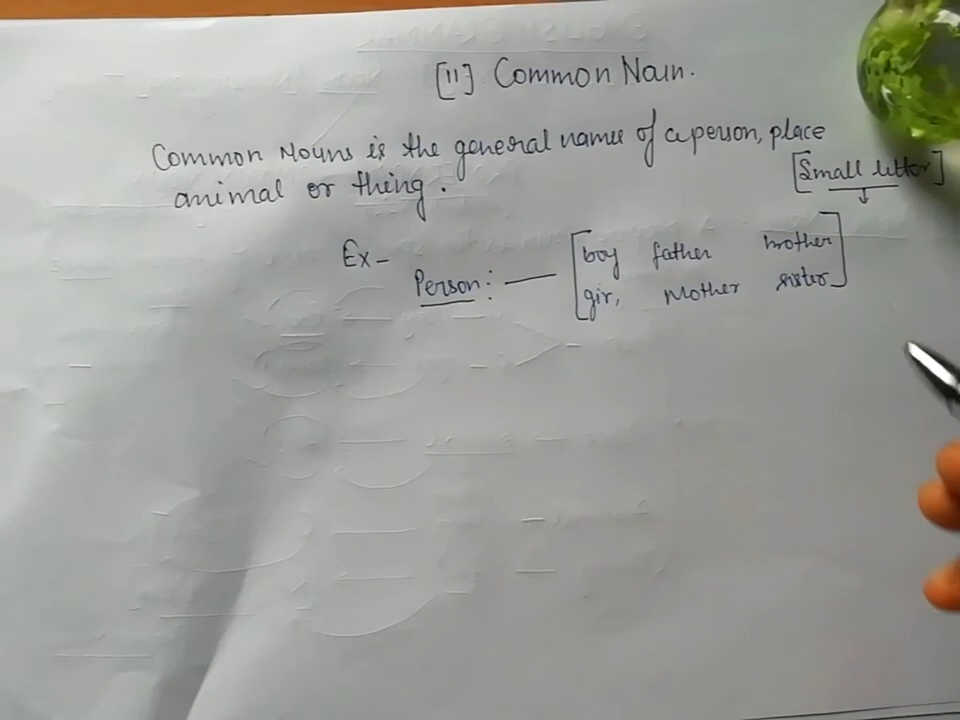 [11] Common Noun.
Common Nouns is the general name of a person, place
animal or thing.
[Small letter]
Ex-
Person: — [boy father brother
gir, Mother sister]